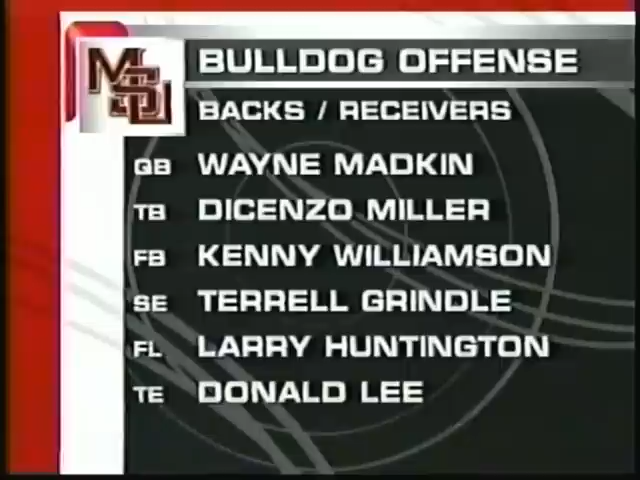 MSU
BULLDOG OFFENSE
BACKS / RECEIVERS
QB WAYNE MADKIN
TB DICENZO MILLER
FB KENNY WILLIAMSON
SE TERRELL GRINDLE
FL LARRY HUNTINGTON
TE DONALD LEE